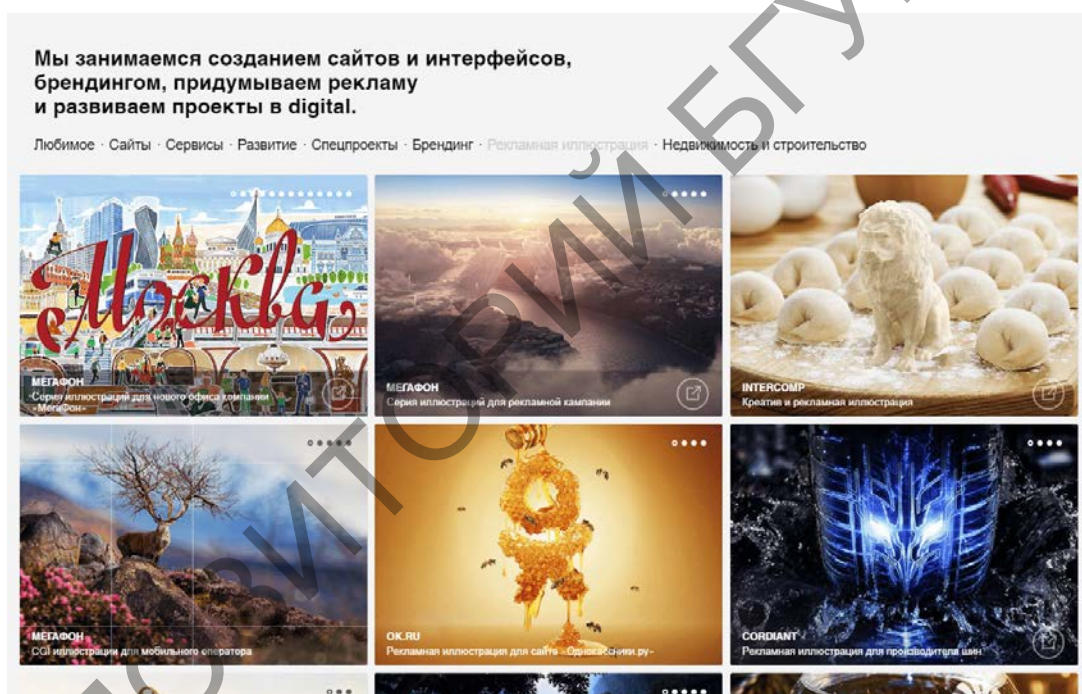 Мы занимаемся созданием сайтов и интерфейсов,
брендингом, придумываем рекламу
и развиваем проекты в digital.
Любимое · Сайты · Сервисы · Развитие · Спецпроекты · Брендинг · Рекламная иллюстрация · Недвижимость и строительство
Москва
МЕГАФОН
Серия иллюстраций для нового офиса компании
«МегаФон»
МЕГАФОН
Серия иллюстраций для рекламной кампании
INTERCOMP
Креатив и рекламная иллюстрация
МЕГАФОН
CGI иллюстрации для мобильного оператора
OK.RU
Рекламная иллюстрация для сайта «Одноклассники.ру»
CORDIANT
Рекламная иллюстрация для производителя шин
ПОЗИТОРИЙ БГУ